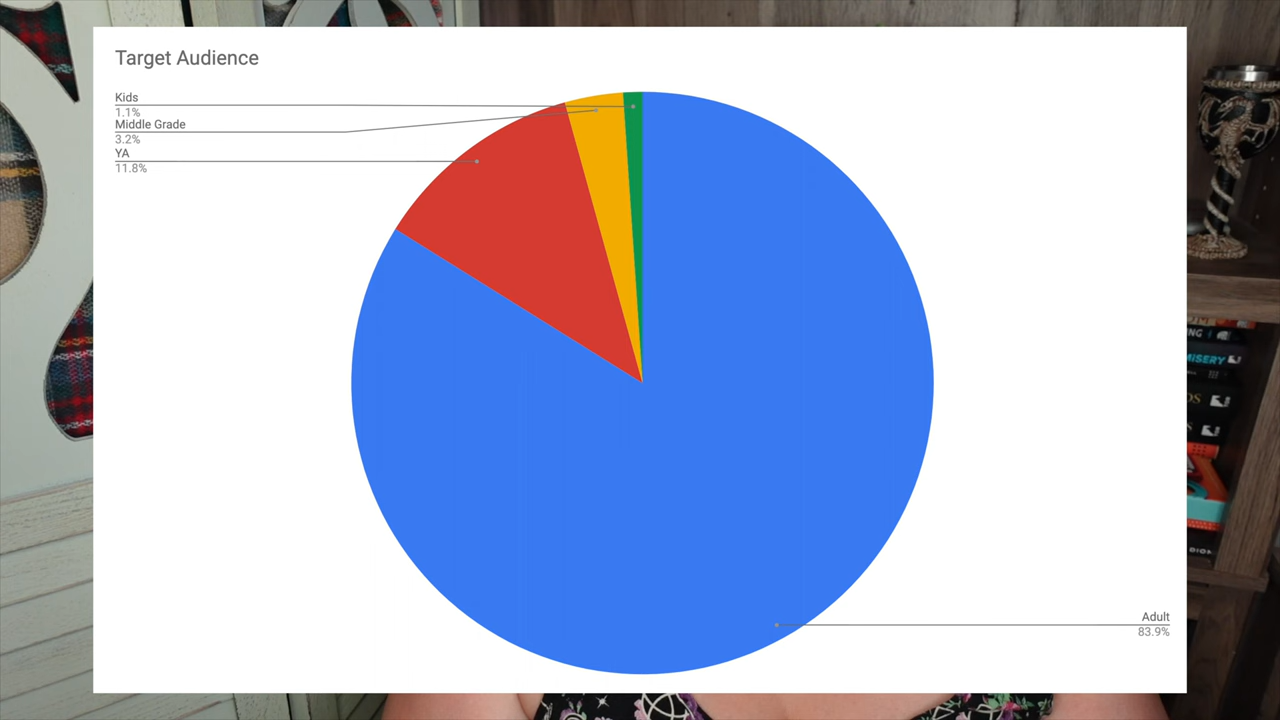 Target Audience
Kids
1.1%
Middle Grade
3.2%
YA
11.8%
Adult
83.9%
MISERY